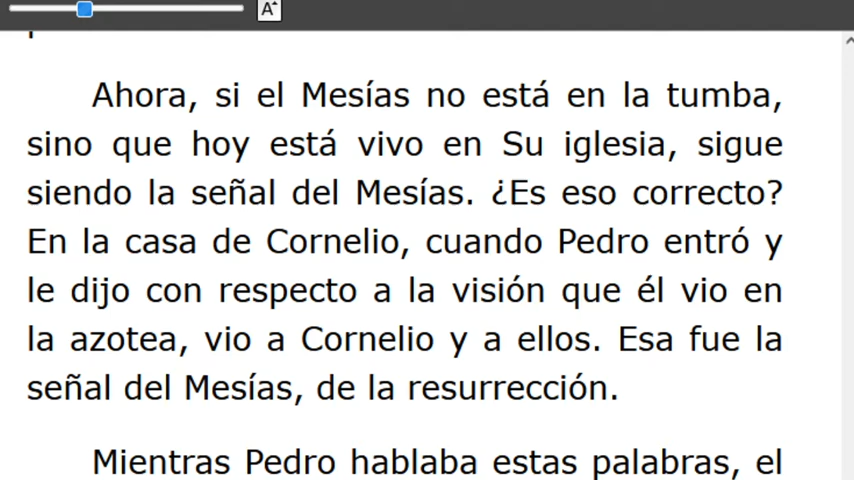 A
Ahora, si el Mesías no está en la tumba,
sino que hoy está vivo en Su iglesia, sigue
siendo la señal del Mesías. ¿Es eso correcto?
En la casa de Cornelio, cuando Pedro entró y
le dijo con respecto a la visión que él vio en
la azotea, vio a Cornelio y a ellos. Esa fue la
señal del Mesías, de la resurrección.
Mientras Pedro hablaba estas palabras, el